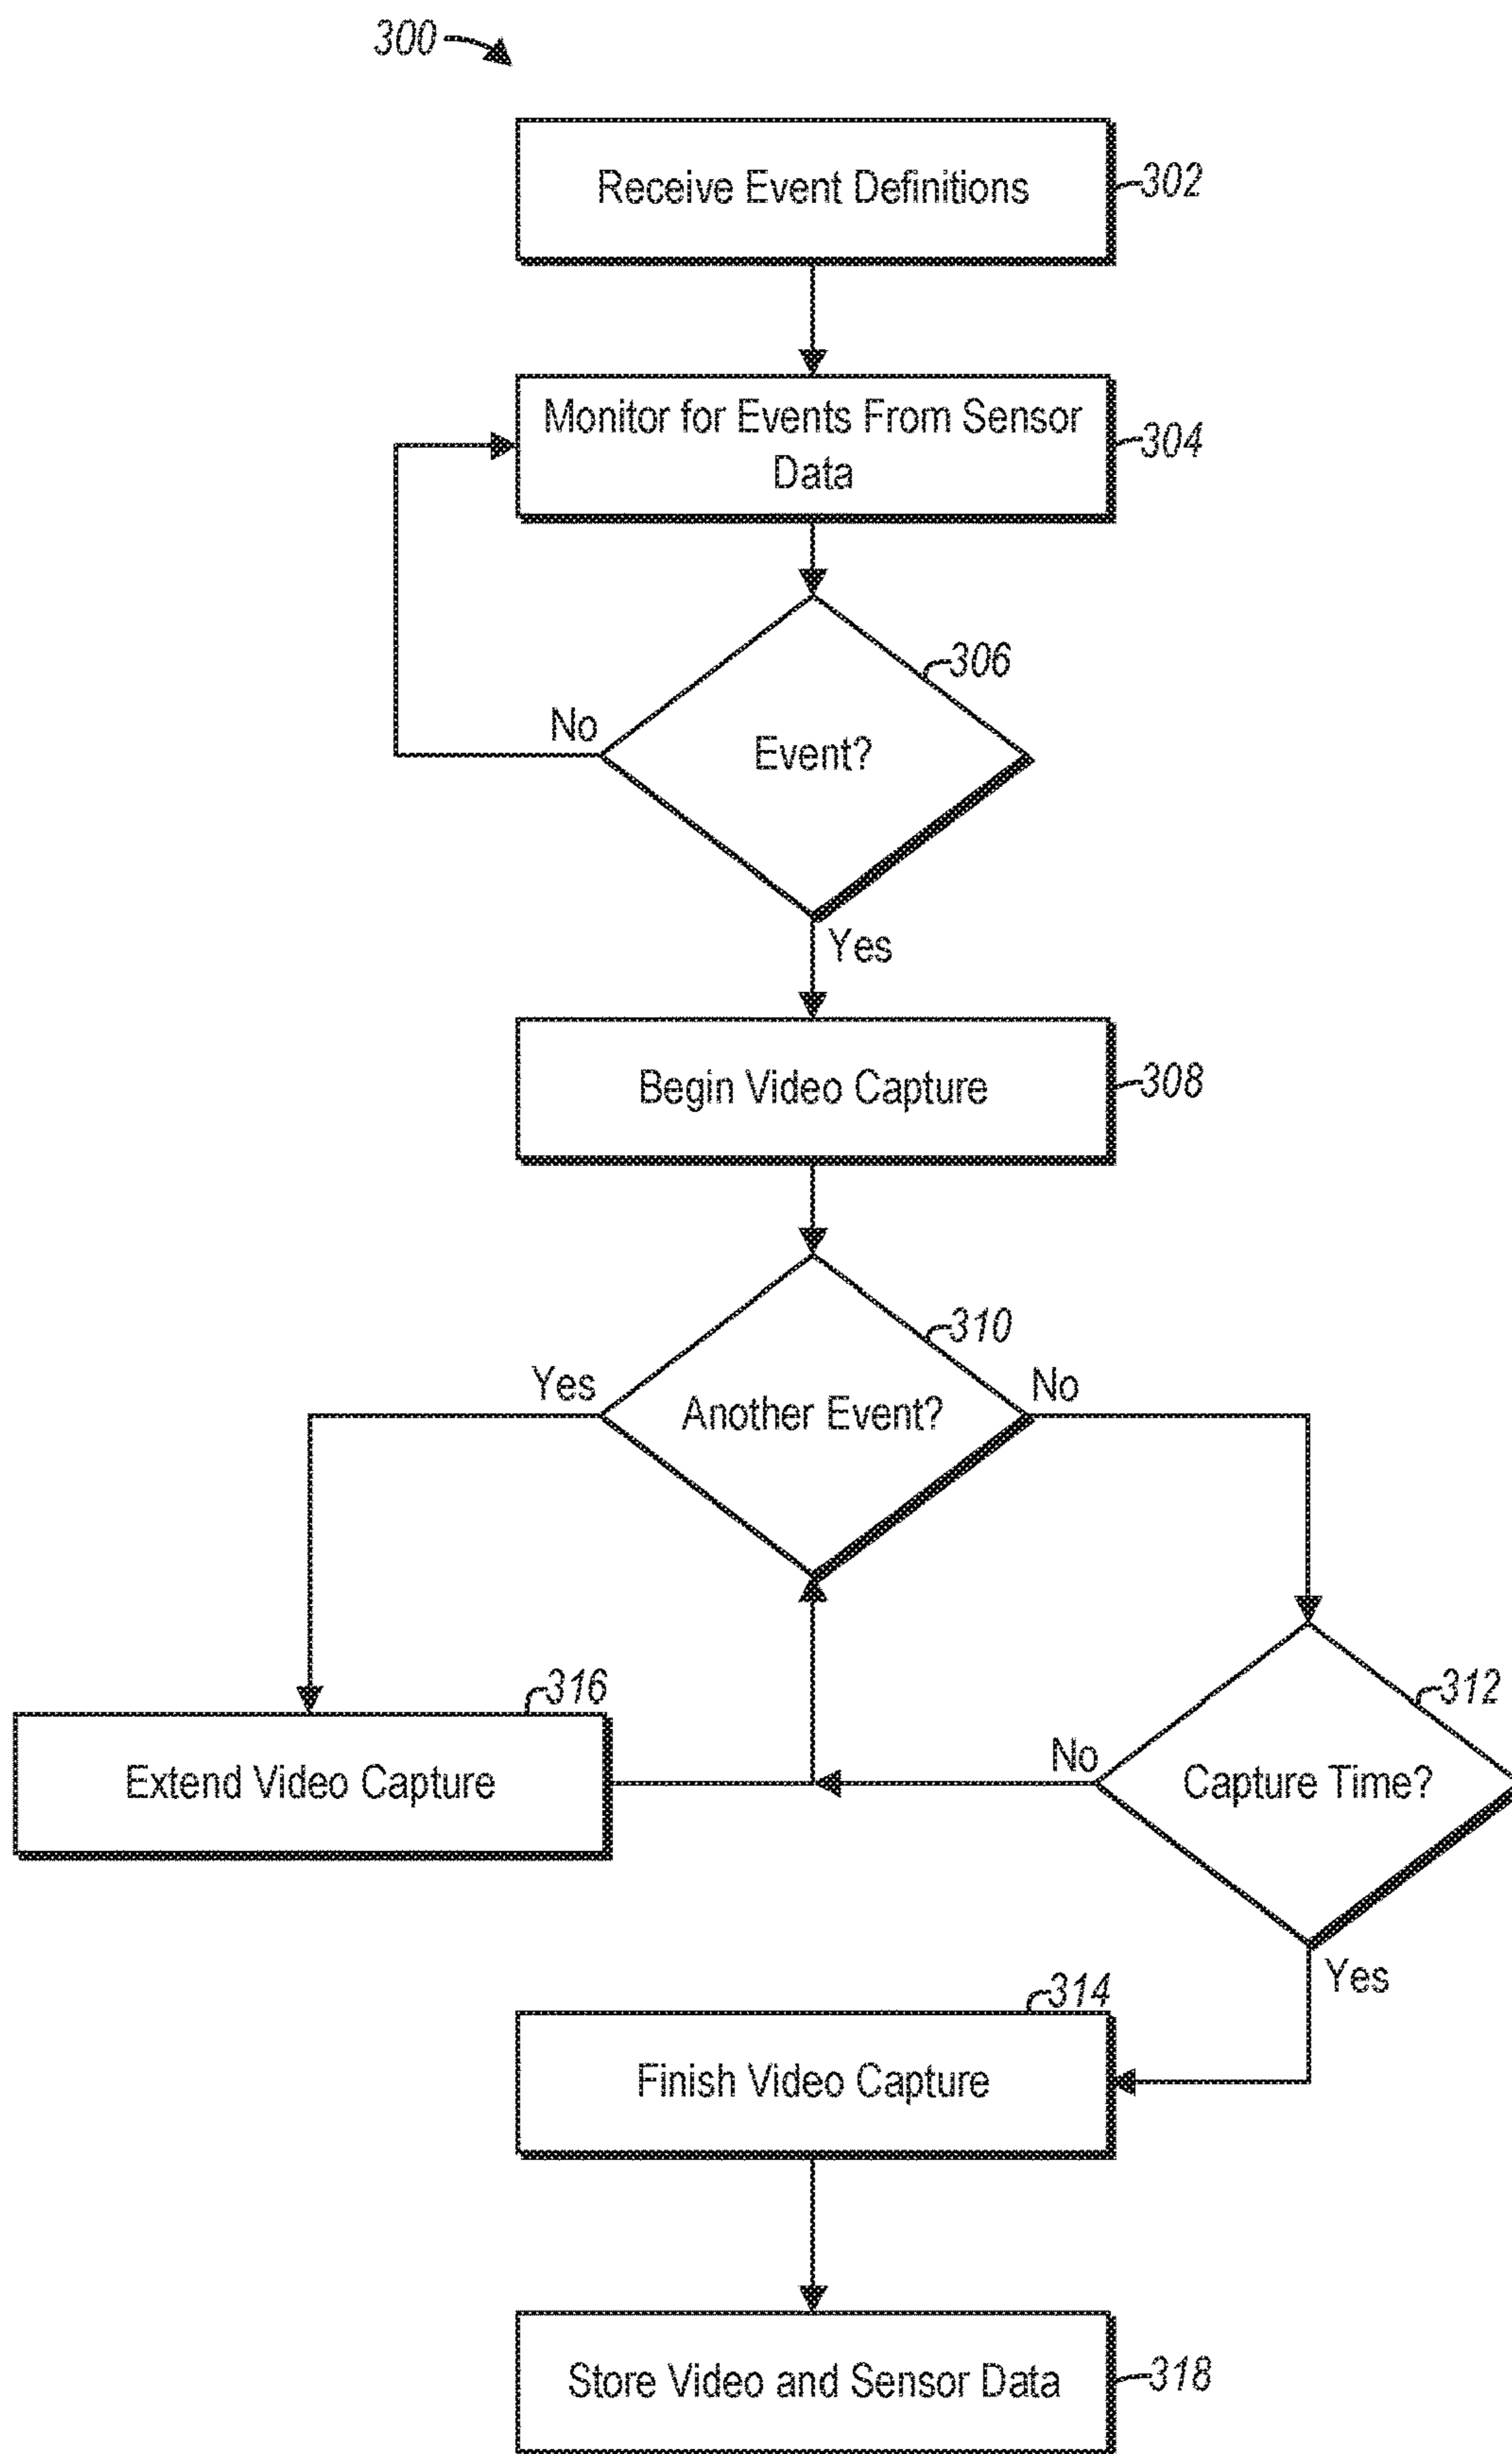 300
Receive Event Definitions
302
Monitor for Events From Sensor
Data
304
306
No
Event?
Yes
Begin Video Capture
308
310
Yes
Another Event?
No
316
312
Extend Video Capture
No
Capture Time?
Yes
314
Finish Video Capture
Store Video and Sensor Data
318